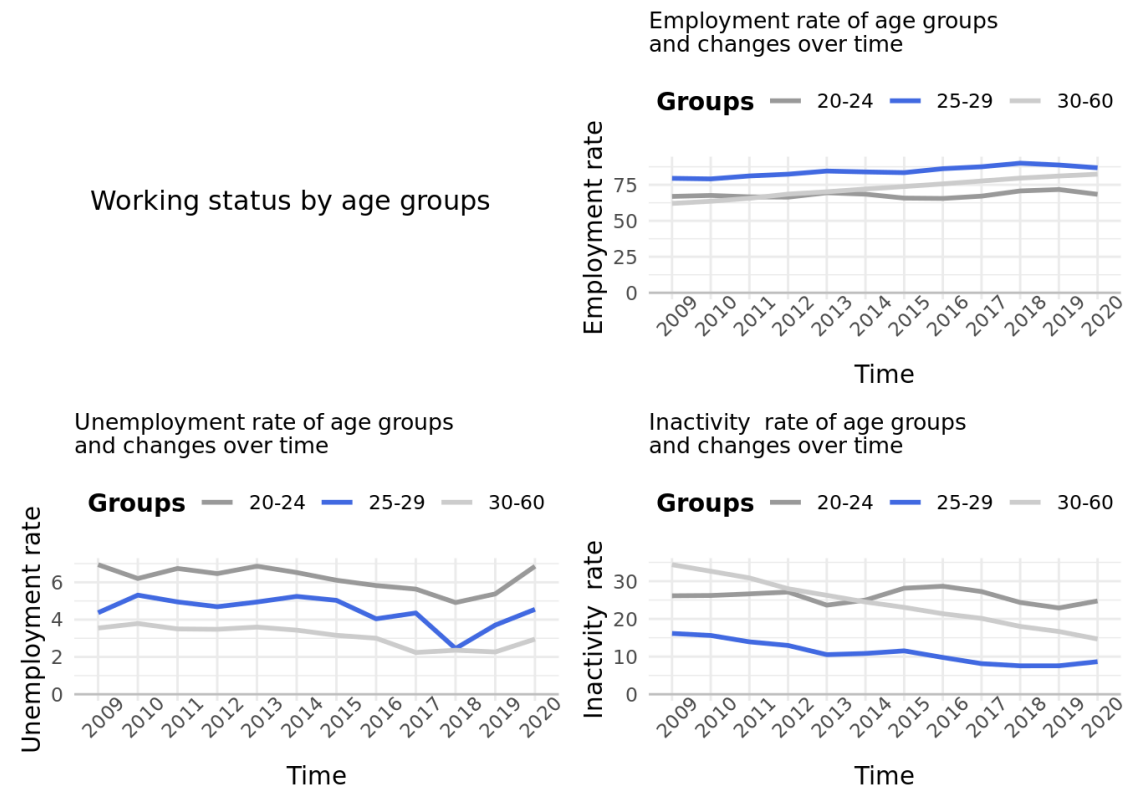 Employment rate of age groups
and changes over time
Groups 20-24 25-29 30-60
Employment rate
75
50
25
0
2009 2010 2011 2012 2013 2014 2015 2016 2017 2018 2019 2020
Time
Working status by age groups
Unemployment rate of age groups
and changes over time
Groups 20-24 25-29 30-60
Unemployment rate
6
4
2
0
2009 2010 2011 2012 2013 2014 2015 2016 2017 2018 2019 2020
Time
Inactivity  rate of age groups
and changes over time
Groups 20-24 25-29 30-60
Inactivity  rate
30
20
10
0
2009 2010 2011 2012 2013 2014 2015 2016 2017 2018 2019 2020
Time